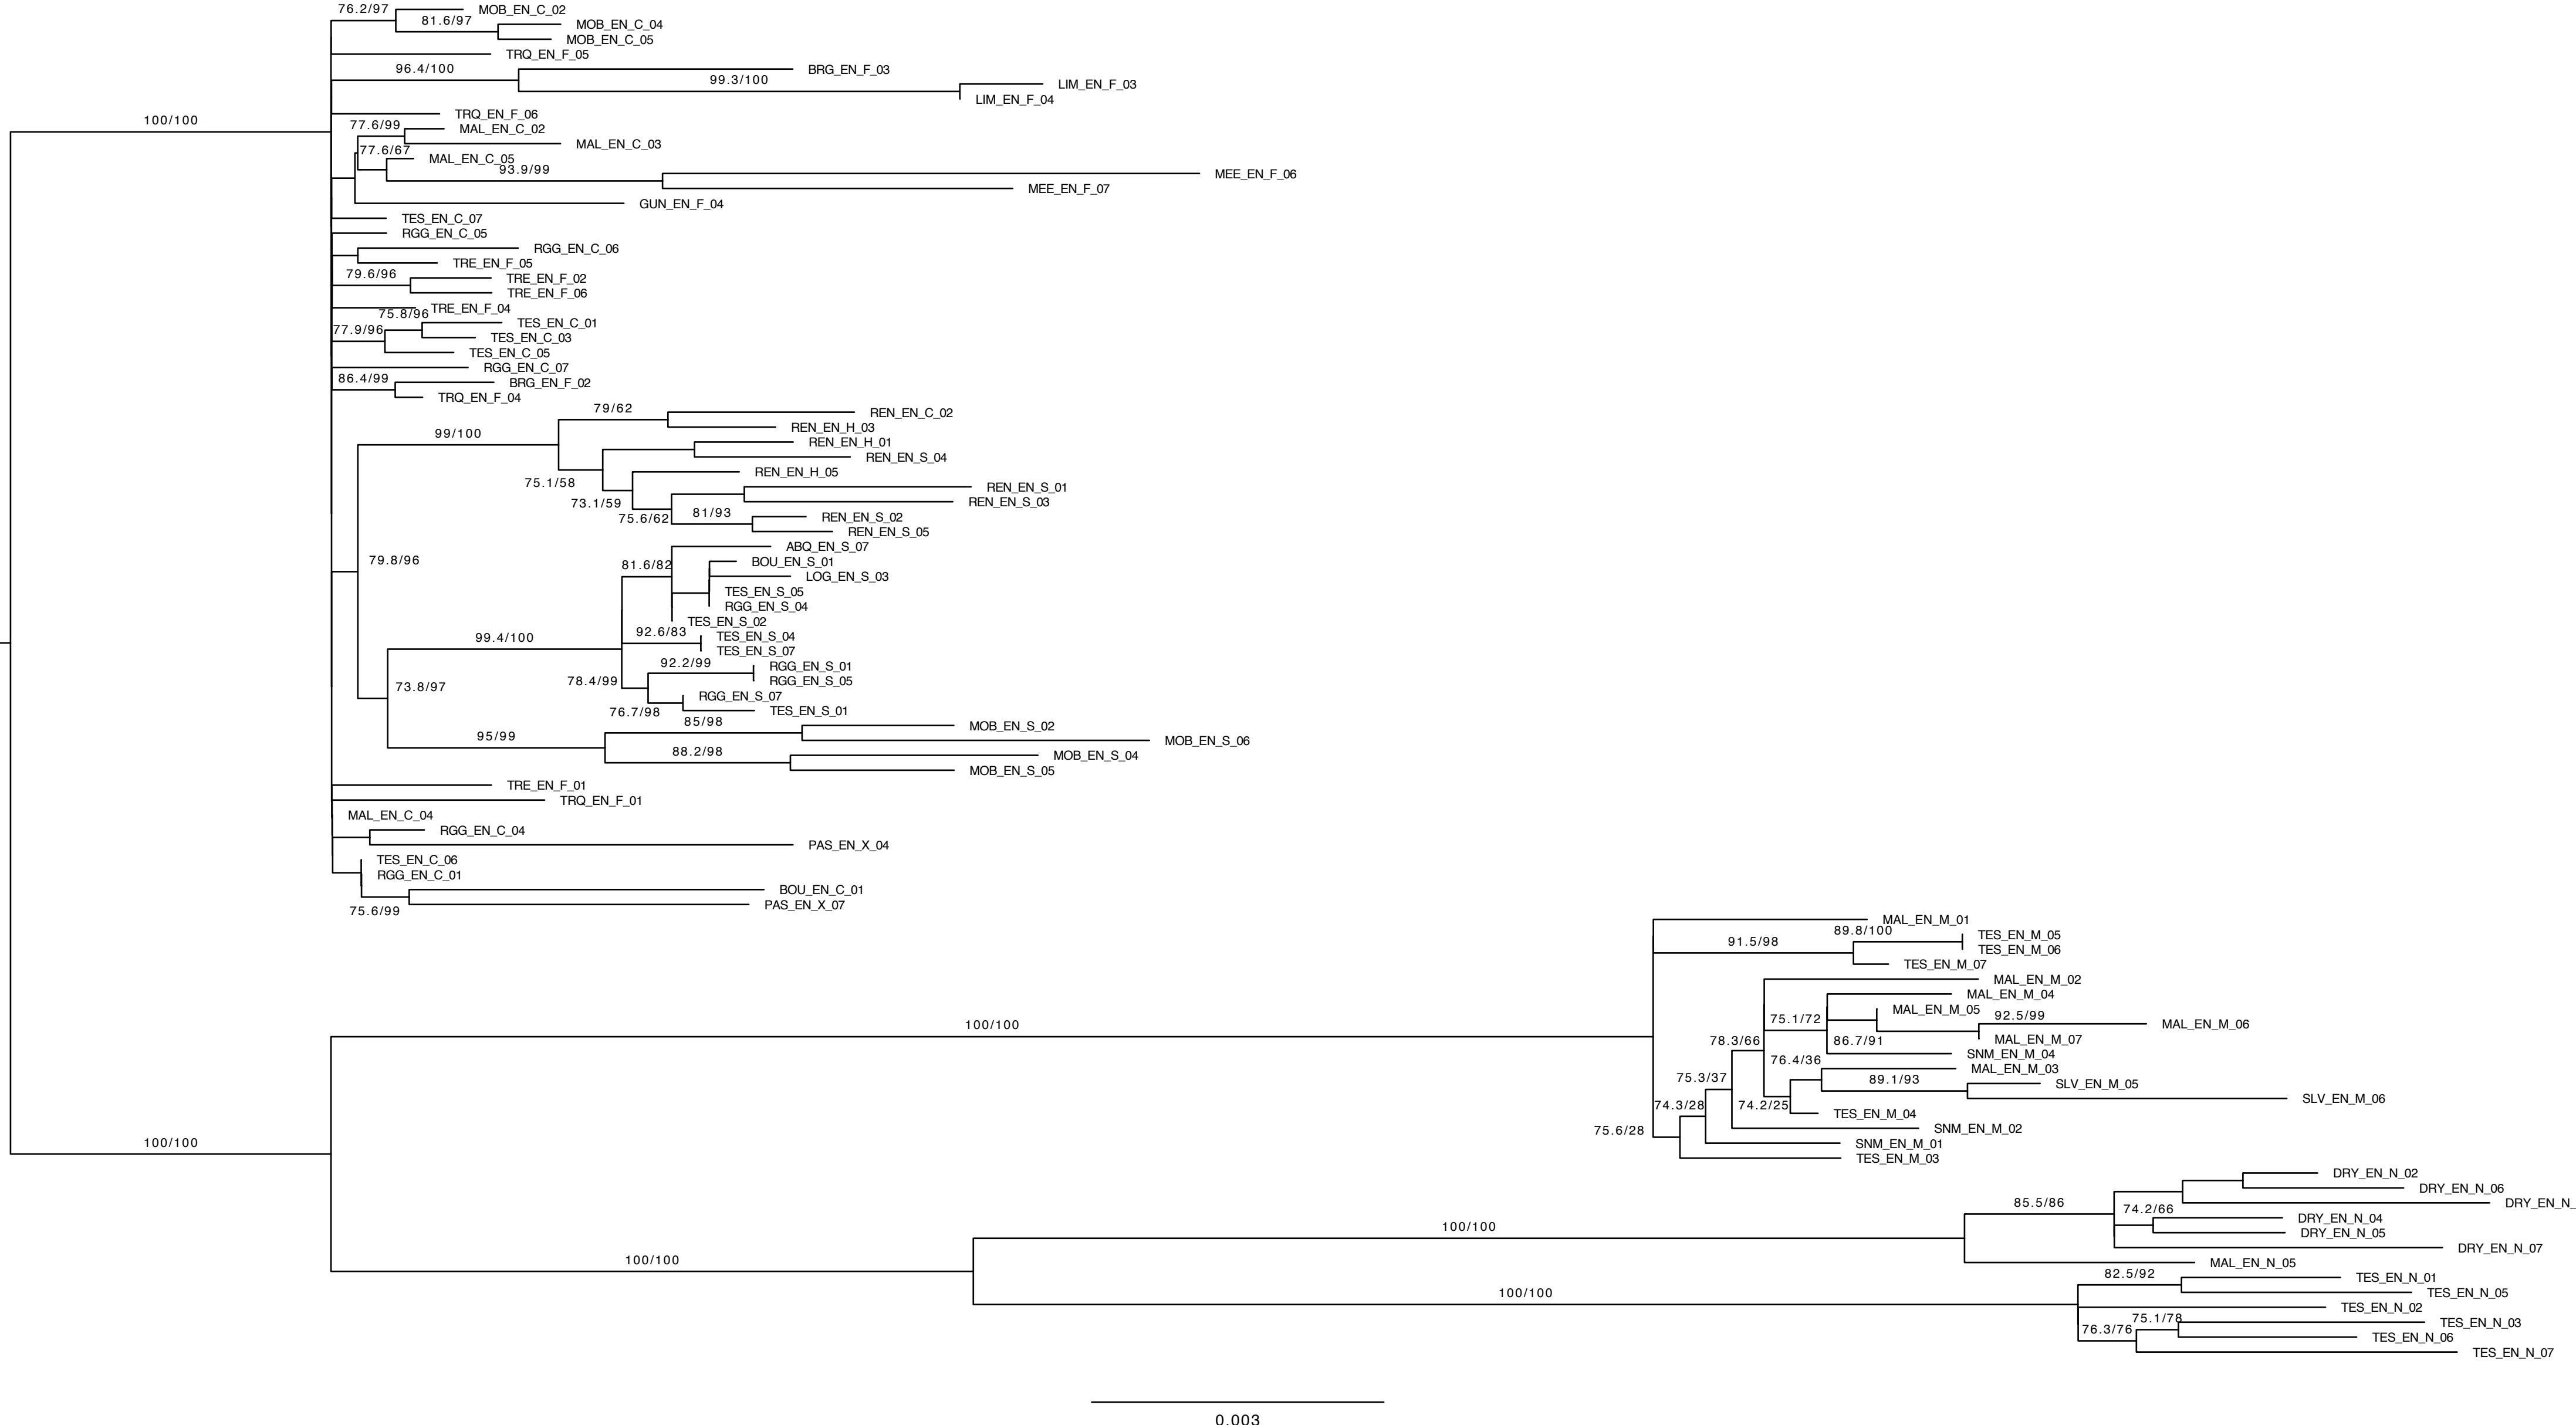 76.2/97
MOB_EN_C_02
81.6/97
MOB_EN_C_04
MOB_EN_C_05
TRQ_EN_F_05
96.4/100
BRG_EN_F_03
99.3/100
LIM_EN_F_03
LIM_EN_F_04
TRQ_EN_F_06
100/100
77.6/99
MAL_EN_C_02
MAL_EN_C_03
77.6/67
MAL_EN_C_05
93.9/99
MEE_EN_F_06
MEE_EN_F_07
GUN_EN_F_04
TES_EN_C_07
RGG_EN_C_05
RGG_EN_C_06
TRE_EN_F_05
79.6/96
TRE_EN_F_02
TRE_EN_F_06
TRE_EN_F_04
75.8/96
TES_EN_C_01
77.9/96
TES_EN_C_03
TES_EN_C_05
RGG_EN_C_07
86.4/99
BRG_EN_F_02
TRQ_EN_F_04
79/62
REN_EN_C_02
REN_EN_H_03
99/100
REN_EN_H_01
REN_EN_S_04
REN_EN_H_05
75.1/58
REN_EN_S_01
73.1/59
REN_EN_S_03
75.6/62
81/93
REN_EN_S_02
REN_EN_S_05
ABQ_EN_S_07
79.8/96
81.6/82
BOU_EN_S_01
LOG_EN_S_03
TES_EN_S_05
RGG_EN_S_04
TES_EN_S_02
99.4/100
92.6/83
TES_EN_S_04
TES_EN_S_07
92.2/99
RGG_EN_S_01
78.4/99
RGG_EN_S_05
73.8/97
RGG_EN_S_07
76.7/98
TES_EN_S_01
85/98
MOB_EN_S_02
95/99
MOB_EN_S_06
88.2/98
MOB_EN_S_04
MOB_EN_S_05
TRE_EN_F_01
TRQ_EN_F_01
MAL_EN_C_04
RGG_EN_C_04
PAS_EN_X_04
TES_EN_C_06
RGG_EN_C_01
BOU_EN_C_01
PAS_EN_X_07
75.6/99
MAL_EN_M_01
89.8/100
91.5/98
TES_EN_M_05
TES_EN_M_06
TES_EN_M_07
MAL_EN_M_02
MAL_EN_M_04
MAL_EN_M_05
75.1/72
92.5/99
100/100
MAL_EN_M_06
78.3/66
86.7/91
MAL_EN_M_07
SNM_EN_M_04
76.4/36
MAL_EN_M_03
75.3/37
89.1/93
SLV_EN_M_05
SLV_EN_M_06
74.3/28
74.2/25
TES_EN_M_04
75.6/28
SNM_EN_M_02
100/100
SNM_EN_M_01
TES_EN_M_03
DRY_EN_N_02
DRY_EN_N_06
85.5/86
DRY_EN_N_
74.2/66
DRY_EN_N_04
100/100
DRY_EN_N_05
DRY_EN_N_07
100/100
MAL_EN_N_05
82.5/92
TES_EN_N_01
100/100
TES_EN_N_05
TES_EN_N_02
75.1/78
TES_EN_N_03
76.3/76
TES_EN_N_06
TES_EN_N_07
0.003